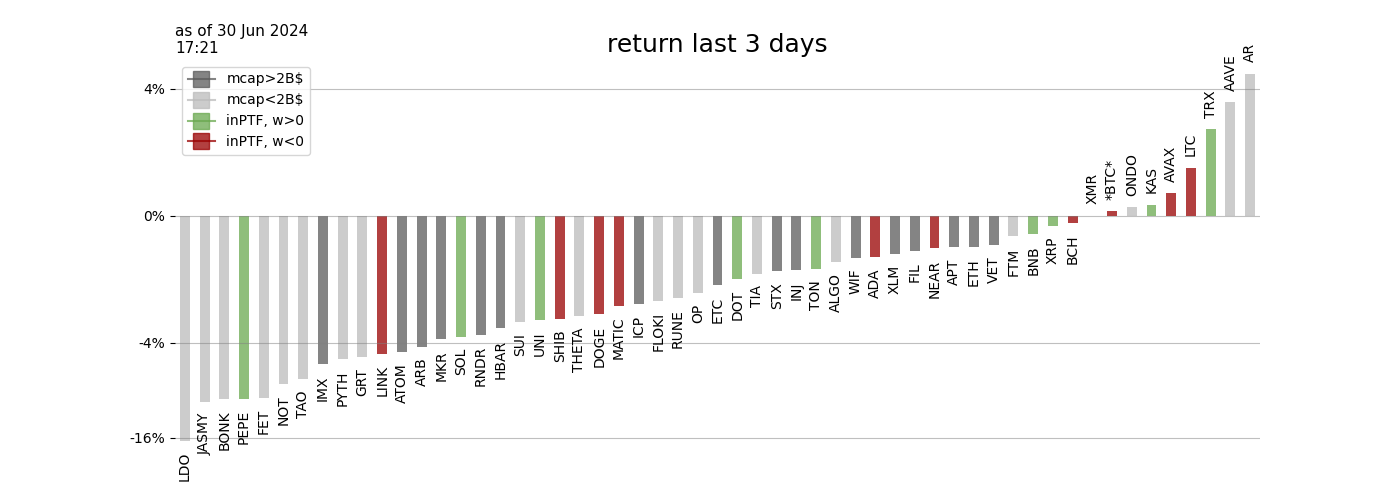 as of 30 Jun 2024
17:21
return last 3 days
mcap>2B$
mcap<2B$
inPTF, w>0
inPTF, w<0
4%
0%
-4%
-16%
LDO
JASMY
BONK
PEPE
FET
NOT
TAO
IMX
PYTH
GRT
LINK
ATOM
ARB
MKR
SOL
RNDR
HBAR
SUI
UNI
SHIB
THETA
DOGE
MATIC
ICP
FLOKI
RUNE
OP
ETC
DOT
TIA
STX
INJ
TON
ALGO
WIF
ADA
XLM
FIL
NEAR
APT
ETH
VET
FTM
BNB
XRP
BCH
XMR
*BTC*
ONDO
KAS
AVAX
LTC
TRX
AAVE
AR